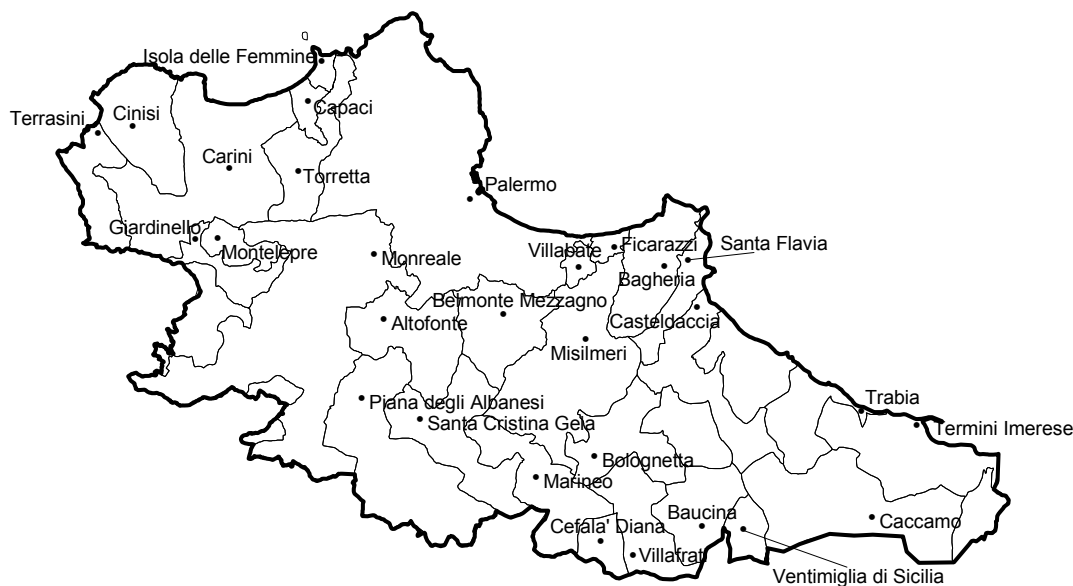 Isola delle Femmine
Capaci
Terrasini
Cinisi
Carini
Torretta
Palermo
Giardinello
Montelepre
Monreale
Villabate
Ficarazzi
Santa Flavia
Bagheria
Belmonte Mezzagno
Altofonte
Casteldaccia
Misilmeri
Piana degli Albanesi
Santa Cristina Gela
Trabia
Termini Imerese
Bolognetta
Marineo
Cefala' Diana
Baucina
Caccamo
Villafrati
Ventimiglia di Sicilia